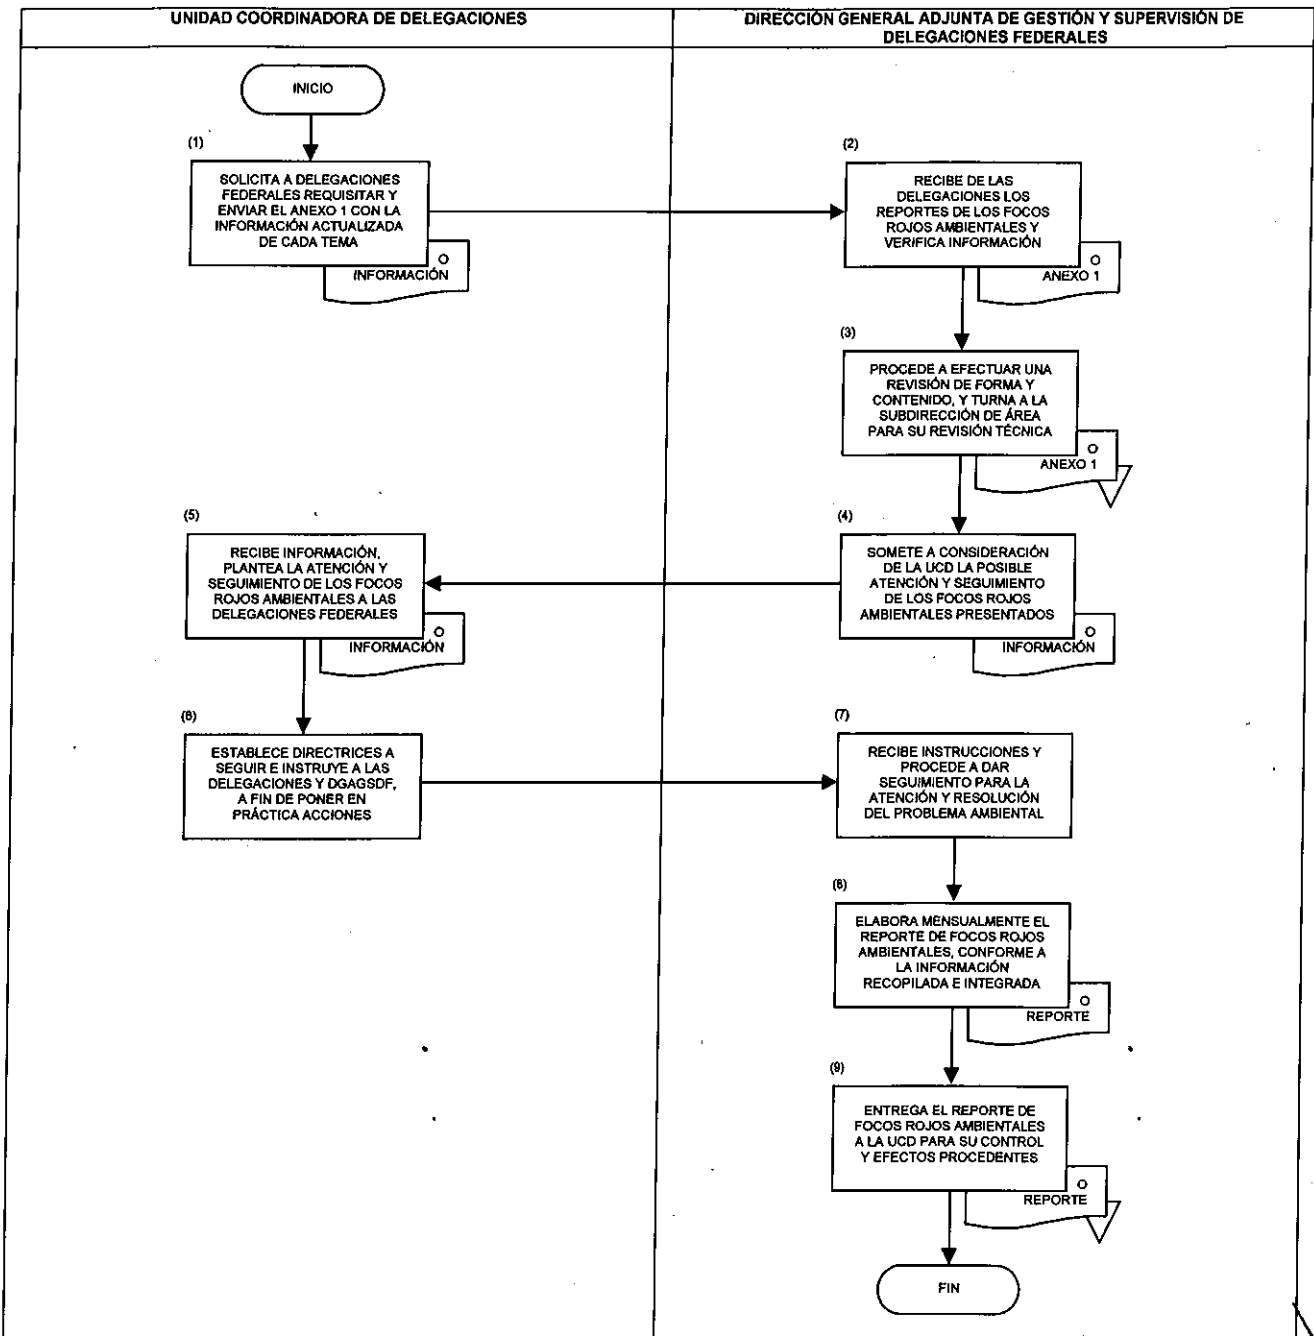 UNIDAD COORDINADORA DE DELEGACIONES
DIRECCIÓN GENERAL ADJUNTA DE GESTIÓN Y SUPERVISIÓN DE
DELEGACIONES FEDERALES
INICIO
(1)
SOLICITA A DELEGACIONES
FEDERALES REQUISITAR Y
ENVIAR EL ANEXO 1 CON LA
INFORMACIÓN ACTUALIZADA
DE CADA TEMA
O
INFORMACIÓN
(2)
RECIBE DE LAS
DELEGACIONES LOS
REPORTES DE LOS FOCOS
ROJOS AMBIENTALES Y
VERIFICA INFORMACIÓN
O
ANEXO 1
(3)
PROCEDE A EFECTUAR UNA
REVISIÓN DE FORMA Y
CONTENIDO, Y TURNA A LA
SUBDIRECCIÓN DE ÁREA
PARA SU REVISIÓN TÉCNICA
O
ANEXO 1
(4)
SOMETE A CONSIDERACIÓN
DE LA UCD LA POSIBLE
ATENCIÓN Y SEGUIMIENTO
DE LOS FOCOS ROJOS
AMBIENTALES PRESENTADOS
O
INFORMACIÓN
(5)
RECIBE INFORMACIÓN,
PLANTEA LA ATENCIÓN Y
SEGUIMIENTO DE LOS FOCOS
ROJOS AMBIENTALES A LAS
DELEGACIONES FEDERALES
O
INFORMACIÓN
(6)
ESTABLECE DIRECTRICES A
SEGUIR E INSTRUYE A LAS
DELEGACIONES Y DGAGSDF,
A FIN DE PONER EN
PRÁCTICA ACCIONES
(7)
RECIBE INSTRUCCIONES Y
PROCEDE A DAR
SEGUIMIENTO PARA LA
ATENCIÓN Y RESOLUCIÓN
DEL PROBLEMA AMBIENTAL
(8)
ELABORA MENSUALMENTE EL
REPORTE DE FOCOS ROJOS
AMBIENTALES, CONFORME A
LA INFORMACIÓN
RECOPILADA E INTEGRADA
O
REPORTE
(9)
ENTREGA EL REPORTE DE
FOCOS ROJOS AMBIENTALES
A LA UCD PARA SU CONTROL
Y EFECTOS PROCEDENTES
O
REPORTE
FIN